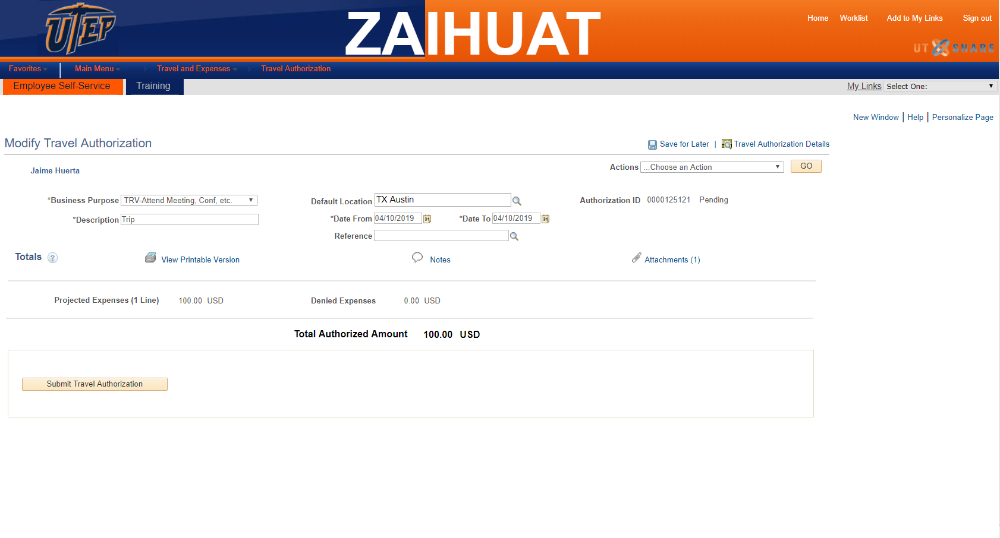 UTEP
ZAIHUAT
Home Worklist Add to My Links Sign out
UT SHARE
Favorites Main Menu Travel and Expenses Travel Authorization
Employee Self-Service Training My Links Select One:
New Window | Help | Personalize Page
Modify Travel Authorization Save for Later | Travel Authorization Details
Jaime Huerta Actions ...Choose an Action GO
*Business Purpose TRV-Attend Meeting, Conf, etc. Default Location TX Austin Authorization ID 0000125121 Pending
*Description Trip *Date From 04/10/2019 31 *Date To 04/10/2019 31
Reference
Totals ? View Printable Version Notes Attachments (1)
Projected Expenses (1 Line) 100.00 USD Denied Expenses 0.00 USD
Total Authorized Amount 100.00 USD
Submit Travel Authorization